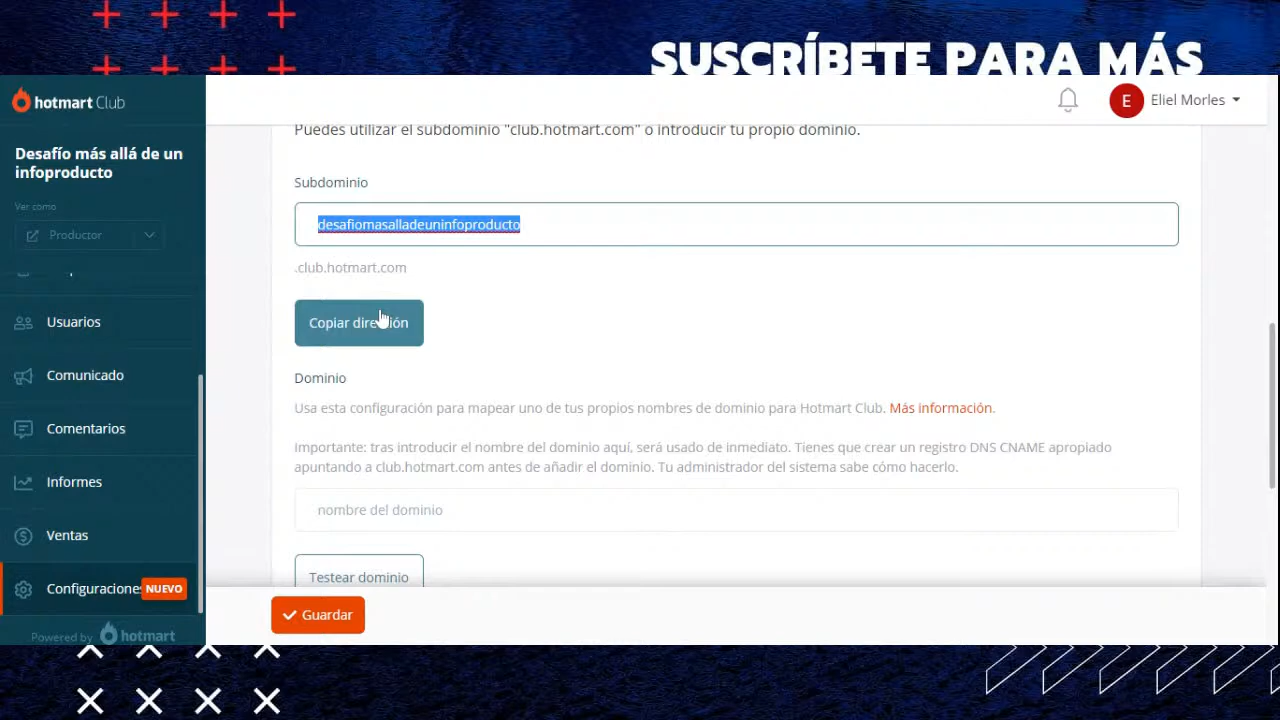 SUSCRÍBETE PARA MÁS
hotmart Club
E
Eliel Morles
Desafío más allá de un
infoproducto
Ver como
Productor
Usuarios
Comunicado
Comentarios
Informes
Ventas
Configuraciones
NUEVO
Powered by hotmart
Puedes utilizar el subdominio "club.hotmart.com" o introducir tu propio dominio.
Subdominio
desafiomasalladeuninfoproducto
.club.hotmart.com
Copiar dirección
Dominio
Usa esta configuración para mapear uno de tus propios nombres de dominio para Hotmart Club. Más información.
Importante: tras introducir el nombre del dominio aquí, será usado de inmediato. Tienes que crear un registro DNS CNAME apropiado
apuntando a club.hotmart.com antes de añadir el dominio. Tu administrador del sistema sabe cómo hacerlo.
nombre del dominio
Testear dominio
Guardar